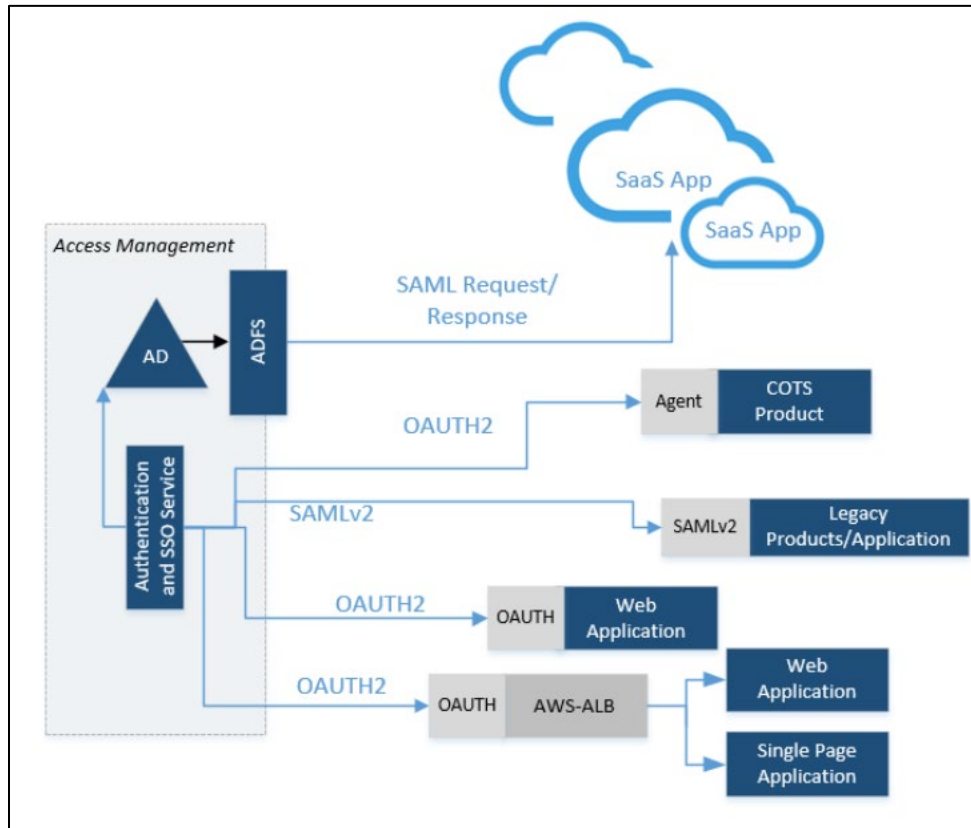 SaaS App
SaaS App
Access Management
SAML Request/
Response
AD
ADFS
Agent
COTS
Product
OAUTH2
Authentication
and SSO Service
SAMLv2
SAMLv2
Legacy
Products/Application
OAUTH2
OAUTH
Web
Application
OAUTH2
OAUTH
AWS-ALB
Web
Application
Single Page
Application